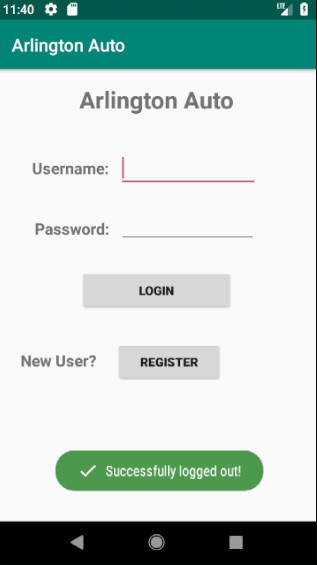 11:40 LTE
Arlington Auto
Arlington Auto
Username:
Password:
LOGIN
New User? REGISTER
Successfully logged out!